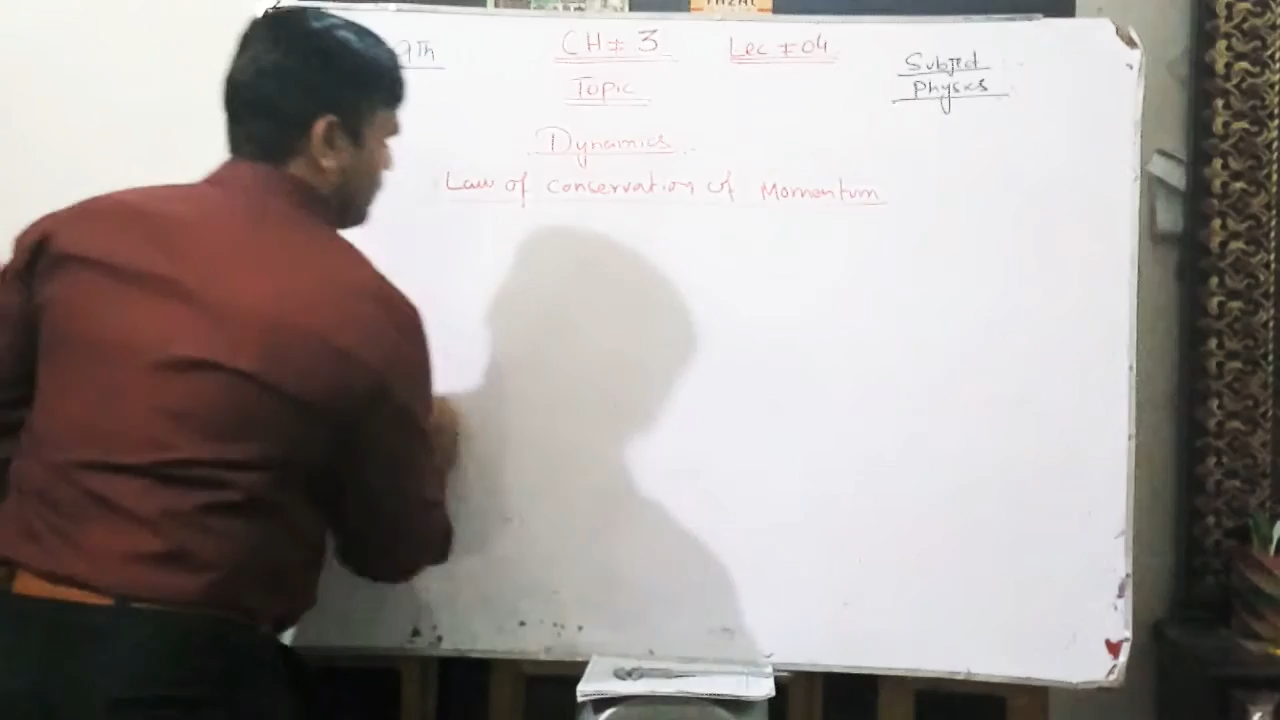 9Th CH # 3 Lec # 04
Subject
Physics
Topic
Dynamics
Law of conservation of Momentum